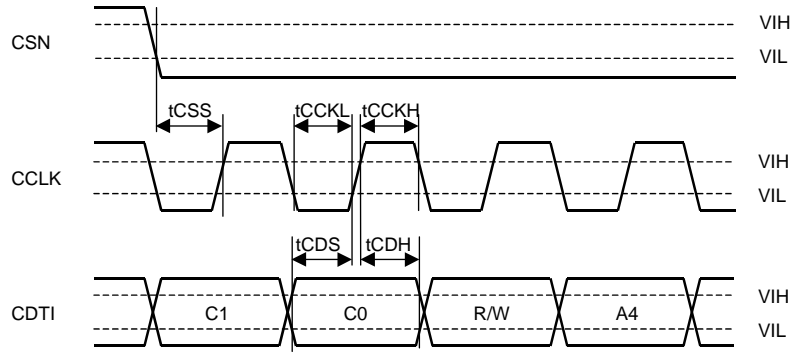 CSN
VIH
VIL
tCSS
tCCKL
tCCKH
CCLK
VIH
VIL
tCDS
tCDH
CDTI
C1
C0
R/W
A4
VIH
VIL